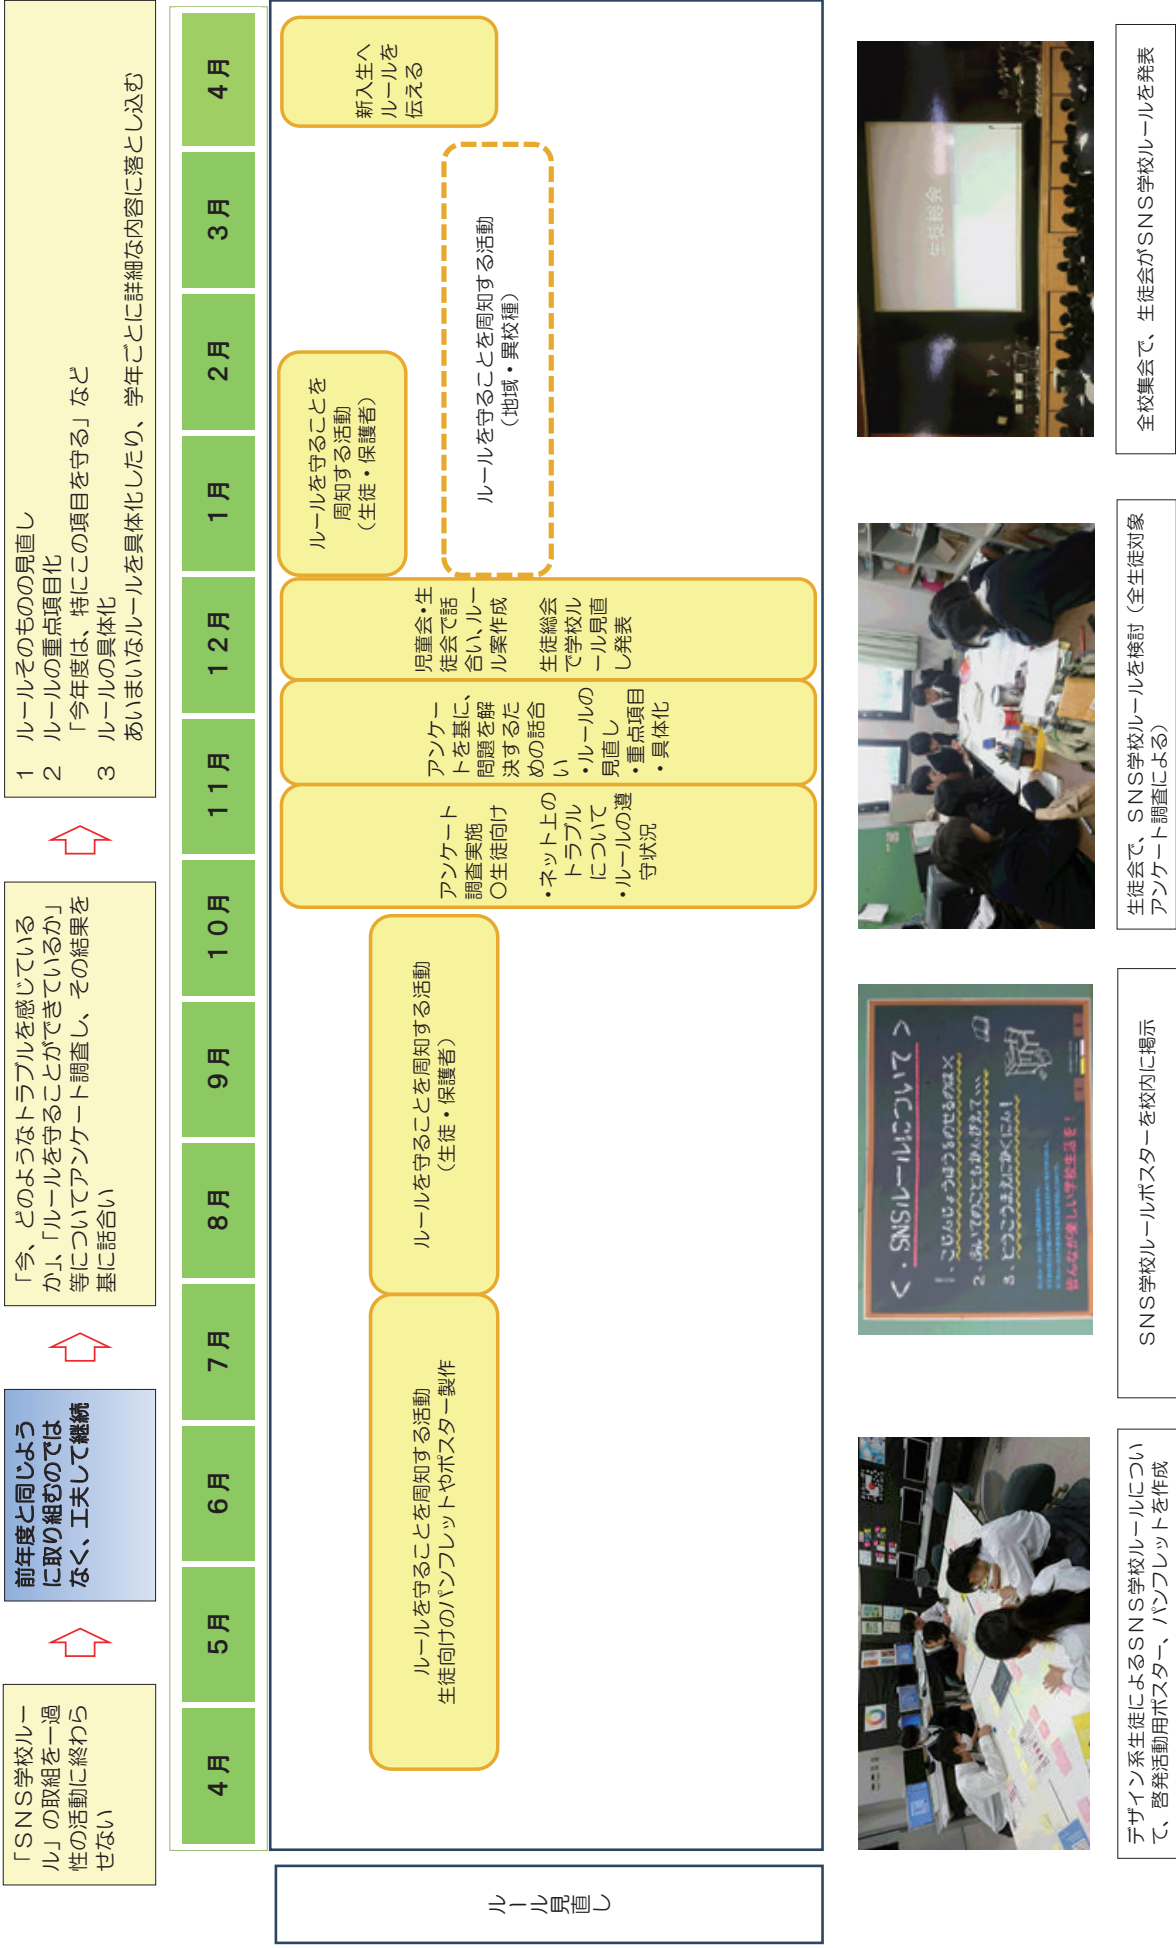 「ＳＮＳ学校ルー
ル」の取組を一過
性の活動に終わら
せない
前年度と同じよう
に取り組むのでは
なく、工夫して継続
「今、どのようなトラブルを感じている
か」、「ルールを守ることができているか」
等についてアンケート調査し、その結果を
基に話合い
１　ルールそのものの見直し
２　ルールの重点項目化
「今年度は、特にこの項目を守る」など
３　ルールの具体化
あいまいなルールを具体化したり、学年ごとに詳細な内容に落とし込む
４月
５月
６月
７月
８月
９月
１０月
１１月
１２月
１月
２月
３月
４月
ルール見直し
ルールを守ることを周知する活動
生徒向けのパンフレットやポスター製作
ルールを守ることを周知する活動
（生徒・保護者）
アンケート
調査実施
〇生徒向け
・ネット上の
トラブル
について
・ルールの遵
守状況
アンケー
トを基に、
問題を解
決するた
めの話合
い
・ルールの
見直し
・重点項目
・具体化
児童会・生
徒会で話
合い、ルー
ル案作成
生徒総会
で学校ル
ール見直
し発表
ルールを守ることを
周知する活動
（生徒・保護者）
ルールを守ることを周知する活動
（地域・異校種）
新入生へ
ルールを
伝える
＜・SNSルールについて＞
生徒総会
デザイン系生徒によるＳＮＳ学校ルールについ
て、啓発活動用ポスター、パンフレットを作成
ＳＮＳ学校ルールポスターを校内に掲示
生徒会で、ＳＮＳ学校ルールを検討（全生徒対象
アンケート調査による）
全校集会で、生徒会がＳＮＳ学校ルールを発表